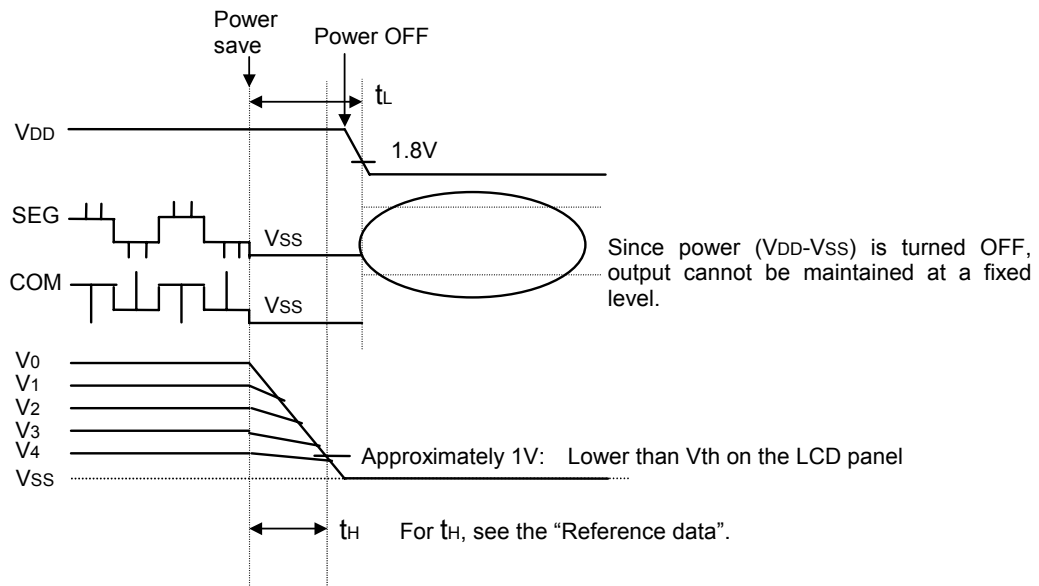 Power
save
Power OFF
tL
VDD
1.8V
SEG
VSS
Since power (VDD-VSS) is turned OFF,
output cannot be maintained at a fixed
level.
COM
VSS
V0
V1
V2
V3
V4
Approximately 1V: Lower than Vth on the LCD panel
VSS
tH
For tH, see the “Reference data”.